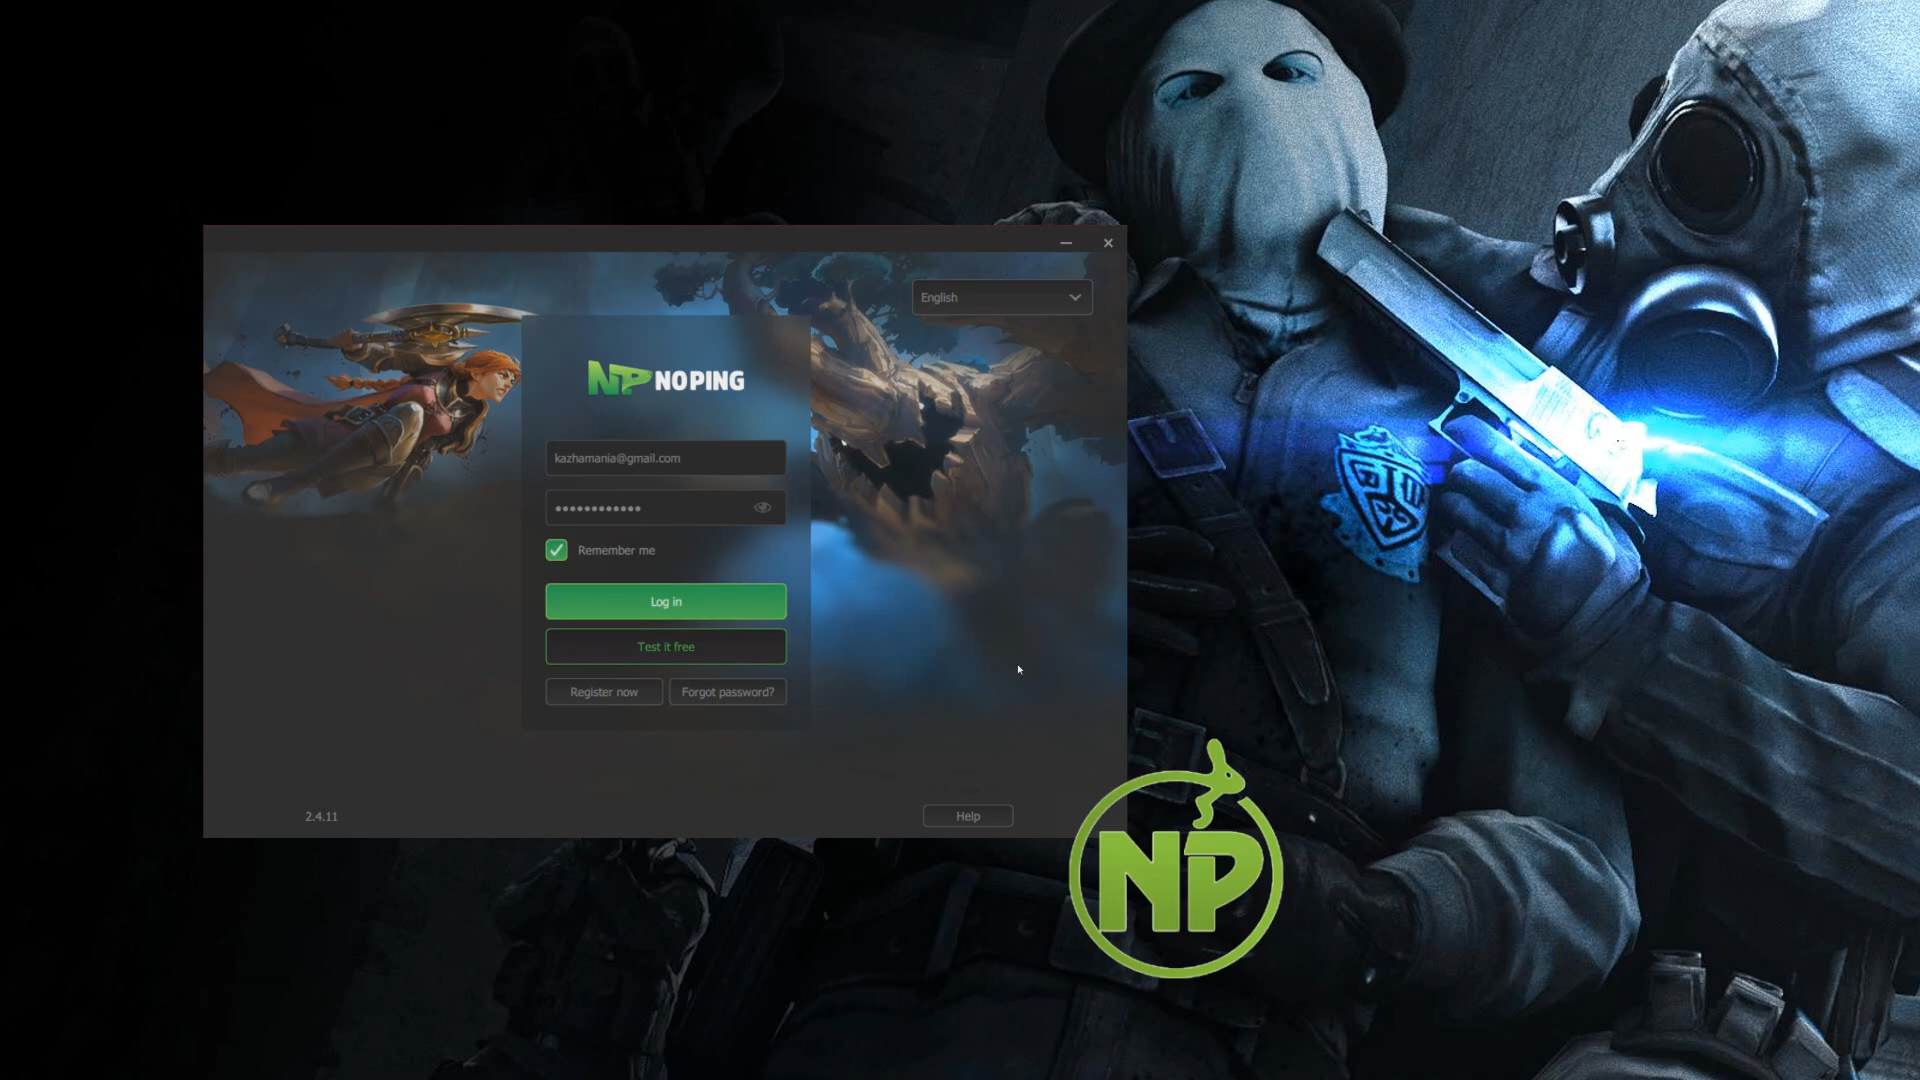 English
NP NOPING
kazhamania@gmail.com
••••••••••••
Remember me
Log in
Test it free
Register now
Forgot password?
2.4.11
Help
NP